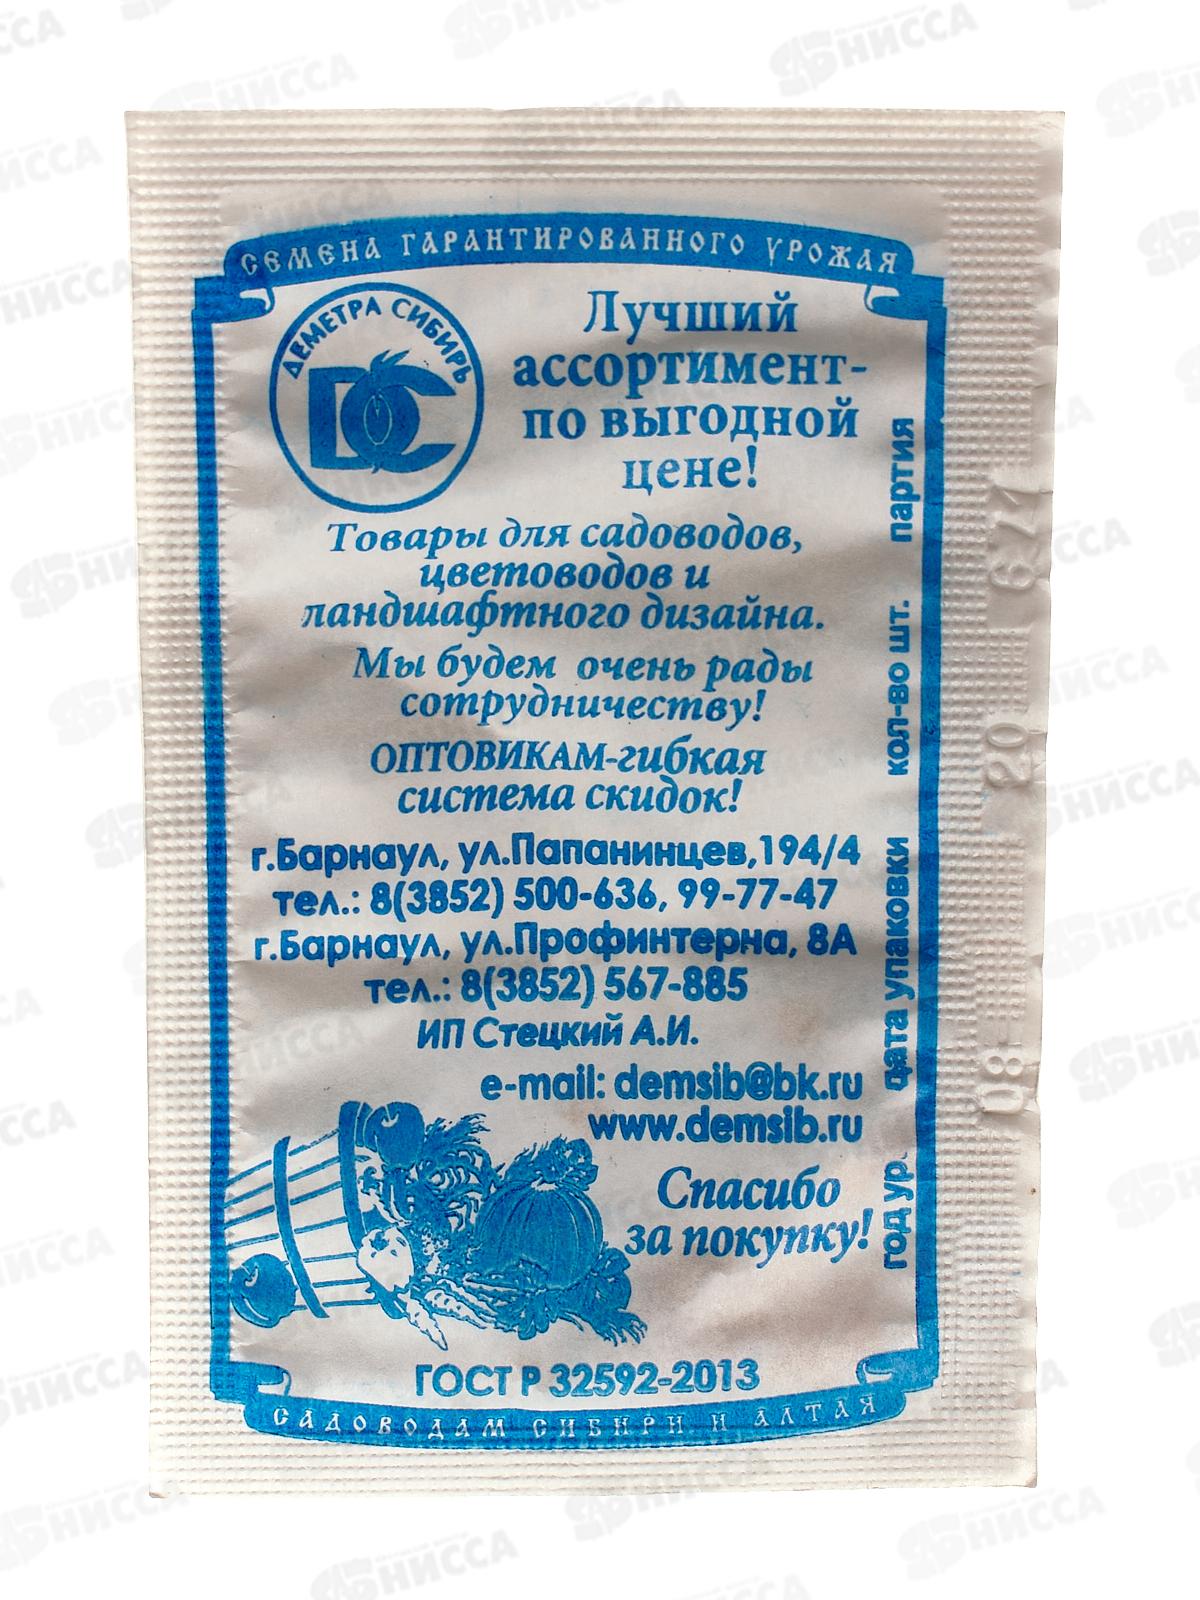 СЕМЕНА ГАРАНТИРОВАННОГО УРОЖАЯ
ДЕМЕТРА СИБИРЬ
DC
Лучший
ассортимент-
по выгодной
цене!
Товары для садоводов,
цветоводов и
ландшафтного дизайна.
Мы будем очень рады
сотрудничеству!
ОПТОВИКАМ-гибкая
система скидок!
г.Барнаул, ул.Папанинцев,194/4
тел.: 8(3852) 500-636, 99-77-47
г.Барнаул, ул.Профинтерна, 8А
тел.: 8(3852) 567-885
ИП Стецкий А.И.
e-mail: demsib@bk.ru
www.demsib.ru
Спасибо
за покупку!
ГОСТ Р 32592-2013
САДОВОДАМ СИБИРИ И АЛТАЯ
год ур. дата упаковки кол-во шт. партия
08 20
НИССА